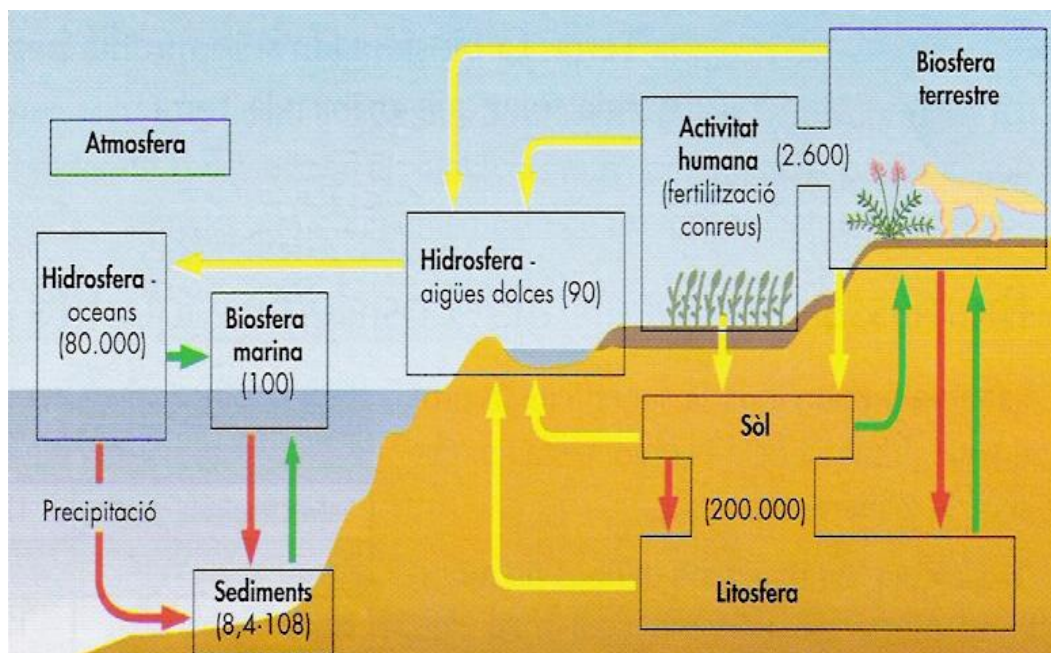 Biosfera
terrestre
Atmosfera
Activitat
humana
(2.600)
(fertilització
conreus)
Hidrosfera -
oceans
(80.000)
Biosfera
marina
(100)
Hidrosfera -
aigües dolces (90)
Sòl
Precipitació
(200.000)
Sediments
(8,4·108)
Litosfera